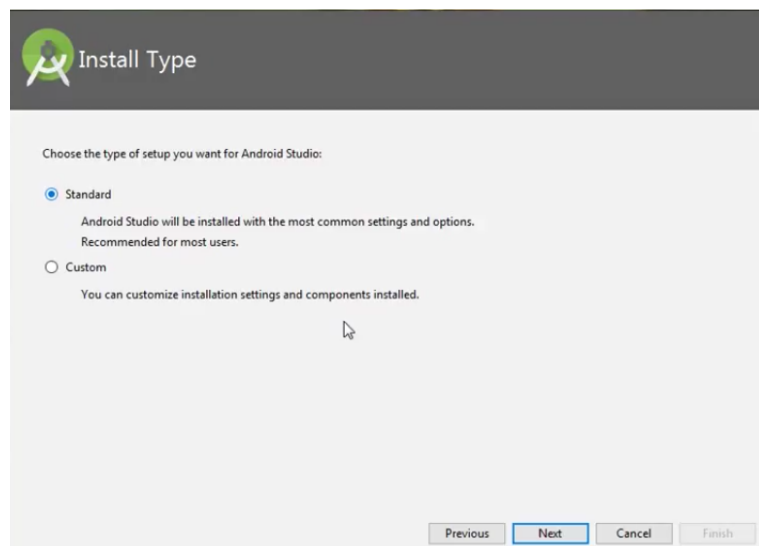 Install Type
Choose the type of setup you want for Android Studio:
Standard
Android Studio will be installed with the most common settings and options.
Recommended for most users.
Custom
You can customize installation settings and components installed.
Previous Next Cancel Finish